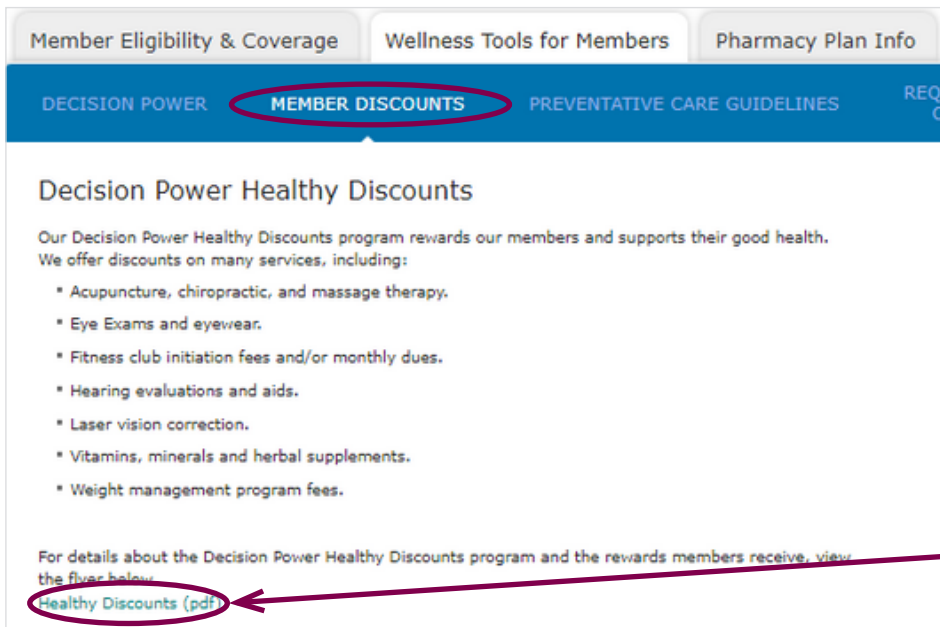 Member Eligibility & Coverage Wellness Tools for Members Pharmacy Plan Info
DECISION POWER MEMBER DISCOUNTS PREVENTATIVE CARE GUIDELINES
Decision Power Healthy Discounts
Our Decision Power Healthy Discounts program rewards our members and supports their good health.
We offer discounts on many services, including:
▪ Acupuncture, chiropractic, and massage therapy.
▪ Eye Exams and eyewear.
▪ Fitness club initiation fees and/or monthly dues.
▪ Hearing evaluations and aids.
▪ Laser vision correction.
▪ Vitamins, minerals and herbal supplements.
▪ Weight management program fees.
For details about the Decision Power Healthy Discounts program and the rewards members receive, view
the flyer below
Healthy Discounts (pdf)